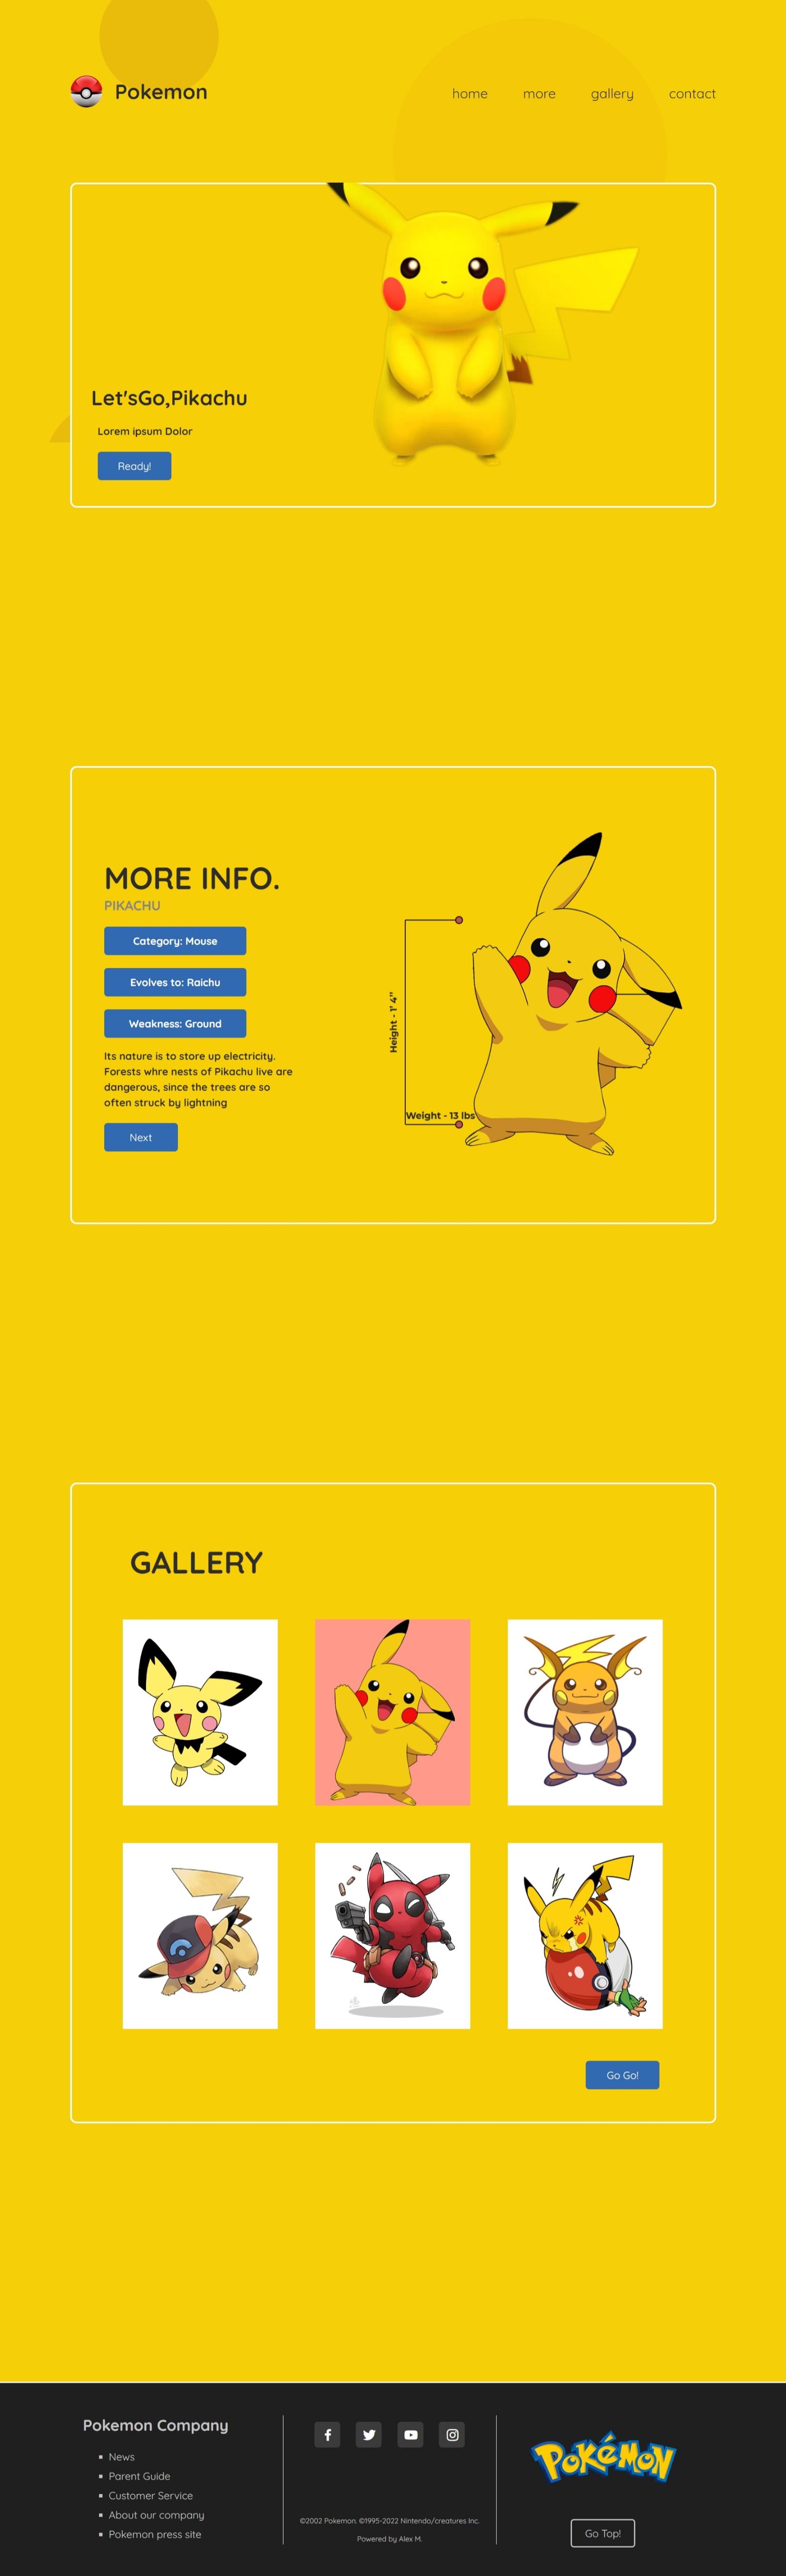 Pokemon
home
more
gallery
contact
Let'sGo,Pikachu
Lorem ipsum Dolor
Ready!
MORE INFO.
PIKACHU
Category: Mouse
Evolves to: Raichu
Weakness: Ground
Its nature is to store up electricity.
Forests whre nests of Pikachu live are
dangerous, since the trees are so
often struck by lightning
Next
Height - 1' 4"
Weight - 13 lbs
GALLERY
Go Go!
Pokemon Company
News
Parent Guide
Customer Service
About our company
Pokemon press site
©2002 Pokemon. ©1995-2022 Nintendo/creatures Inc.
Powered by Alex M.
POKéMON
Go Top!